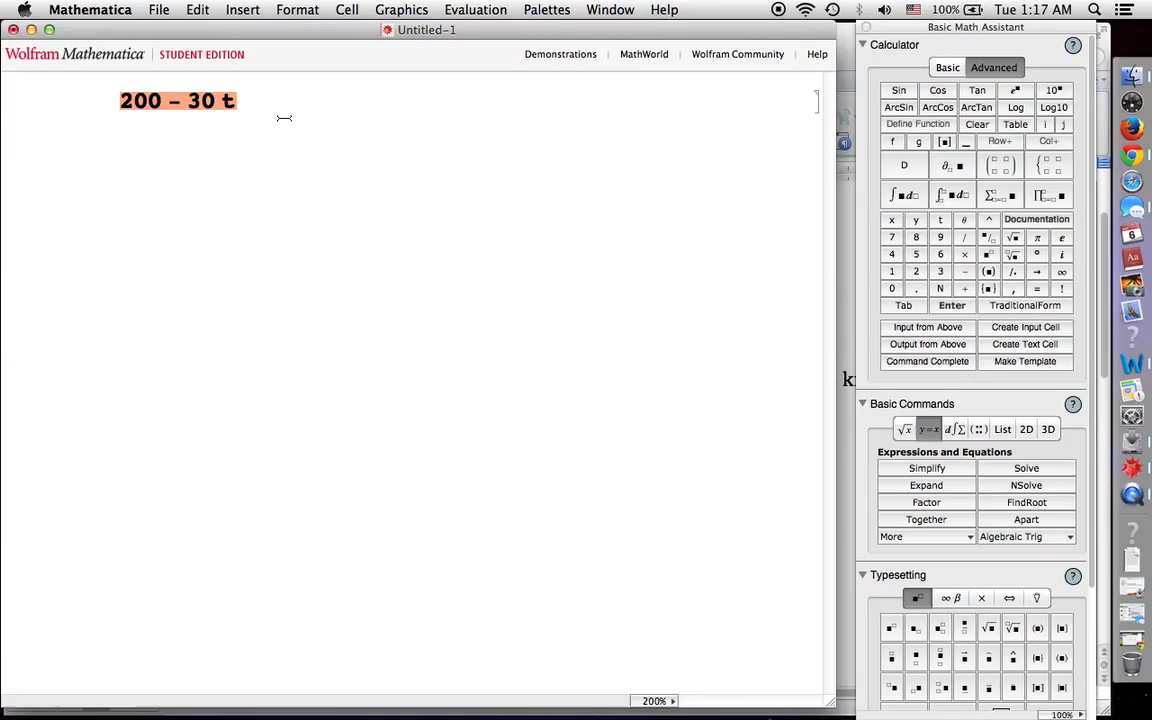 Mathematica File Edit Insert Format Cell Graphics Evaluation Palettes Window Help 100% Tue 1:17 AM
Untitled-1
Basic Math Assistant
Wolfram Mathematica STUDENT EDITION Demonstrations MathWorld Wolfram Community Help
Calculator ?
Basic Advanced
200 – 30 t
Sin Cos Tan e■ 10■
ArcSin ArcCos ArcTan Log Log10
Define Function Clear Table i j
f g [■] _ Row+ Col+
D ∂□ ■
∫■d□ ∫■d□ ∑■ ∏■
x y t θ ^ Documentation
7 8 9 / ■/□ √■ π e
4 5 6 × ■□ √■ ° i
1 2 3 − (■) /. → ∞
0 . N + {■} , = !
Tab Enter TraditionalForm
Input from Above Create Input Cell
Output from Above Create Text Cell
Command Complete Make Template
Basic Commands ?
√x y=x d∫∑ List 2D 3D
Expressions and Equations
Simplify Solve
Expand NSolve
Factor FindRoot
Together Apart
More Algebraic Trig
Typesetting ?
∞ β × ⇔
200%
100%